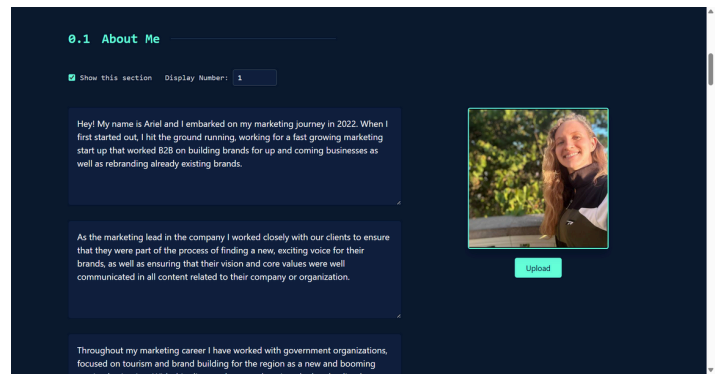 0.1 About Me
Show this section Display Number: 1
Hey! My name is Ariel and I embarked on my marketing journey in 2022. When I
first started out, I hit the ground running, working for a fast growing marketing
start up that worked B2B on building brands for up and coming businesses as
well as rebranding already existing brands.
As the marketing lead in the company I worked closely with our clients to ensure
that they were part of the process of finding a new, exciting voice for their
brands, as well as ensuring that their vision and core values were well
communicated in all content related to their company or organization.
Upload
Throughout my marketing career I have worked with government organizations,
focused on tourism and brand building for the region as a new and booming